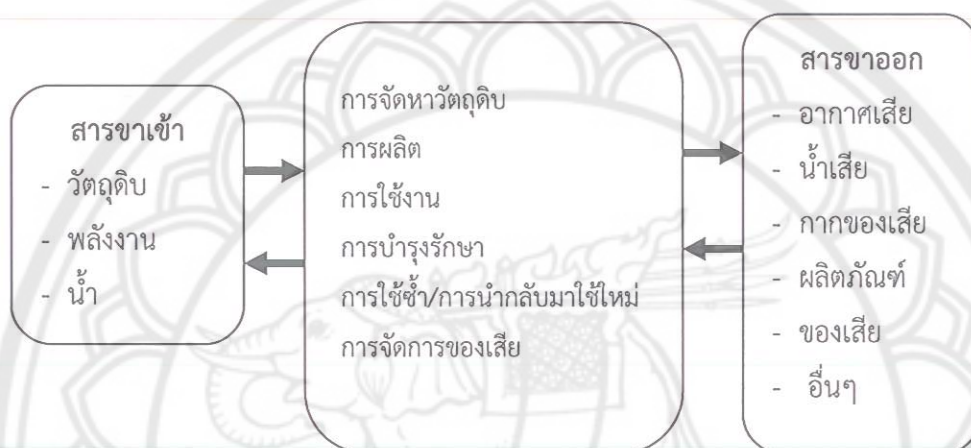 สารขาเข้า
- วัตถุดิบ
- พลังงาน
- น้ำ
การจัดหาวัตถุดิบ
การผลิต
การใช้งาน
การบำรุงรักษา
การใช้ซ้ำ/การนำกลับมาใช้ใหม่
การจัดการของเสีย
สารขาออก
- อากาศเสีย
- น้ำเสีย
- กากของเสีย
- ผลิตภัณฑ์
- ของเสีย
- อื่นๆ